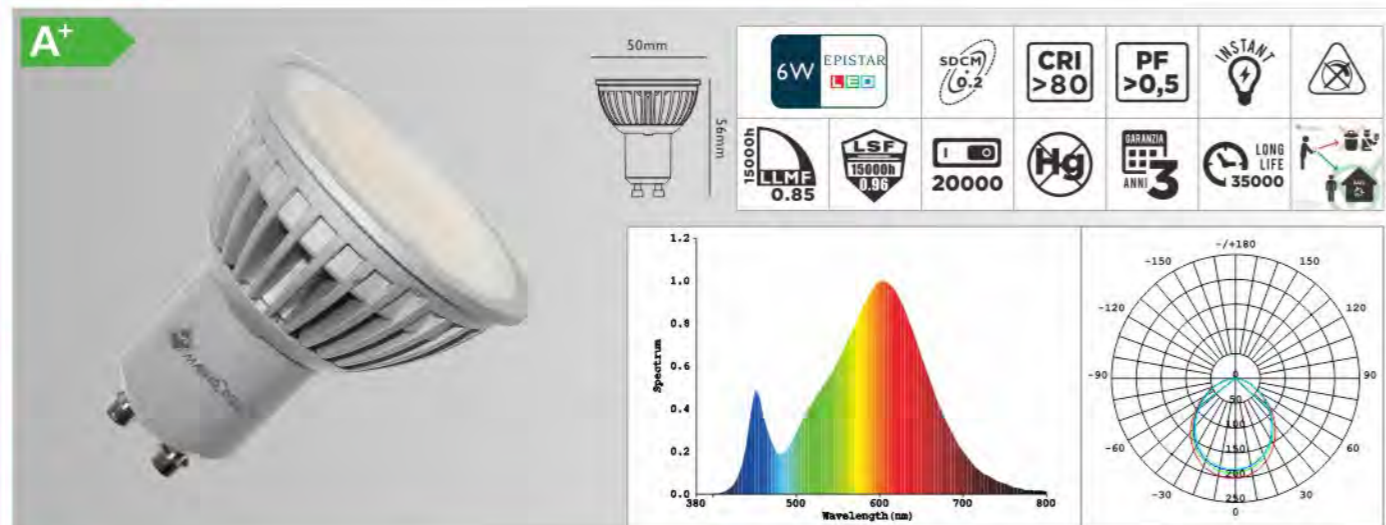 A+
50mm
56mm
6W EPISTAR LED
SDCM 0.2
CRI >80
PF >0,5
INSTANT
15000h LLMF 0.85
LSF 15000h 0.96
I O
20000
Hg
GARANZIA ANNI 3
LONG LIFE 35000
1.2
1.0
0.8
0.6
0.4
0.2
0.0
Spectrum
380 500 600 700 800
Wavelength(nm)
-/+180
-150 150
-120 120
-90 90
-60 60
-30 30
0
0
50
100
150
200
250